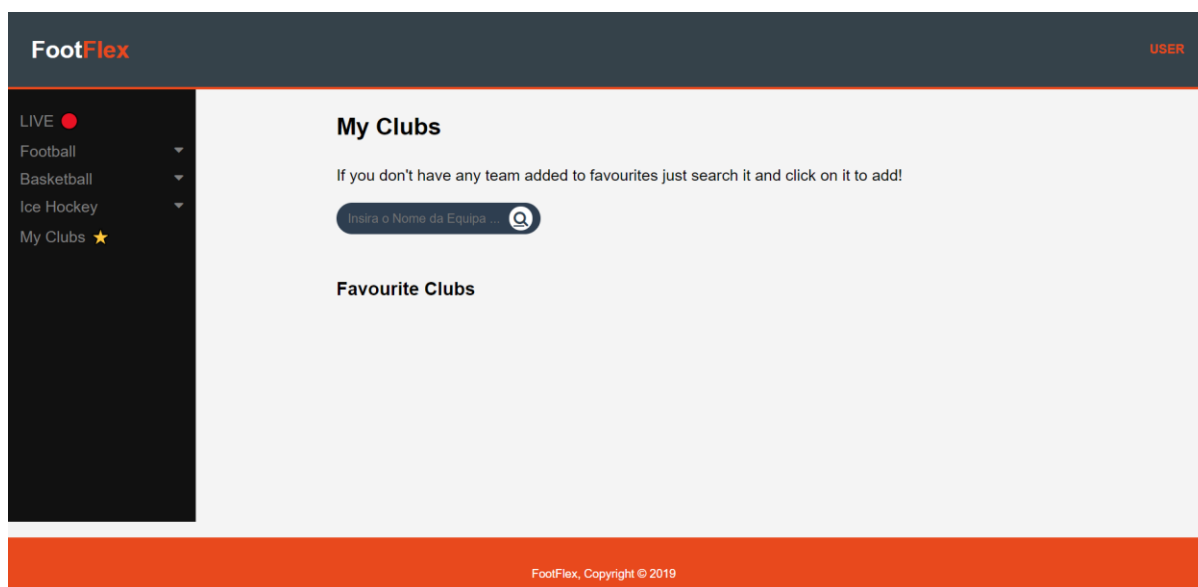 FootFlex
USER
LIVE
Football
Basketball
Ice Hockey
My Clubs
My Clubs
If you don't have any team added to favourites just search it and click on it to add!
Insira o Nome da Equipa ...
Favourite Clubs
FootFlex, Copyright © 2019